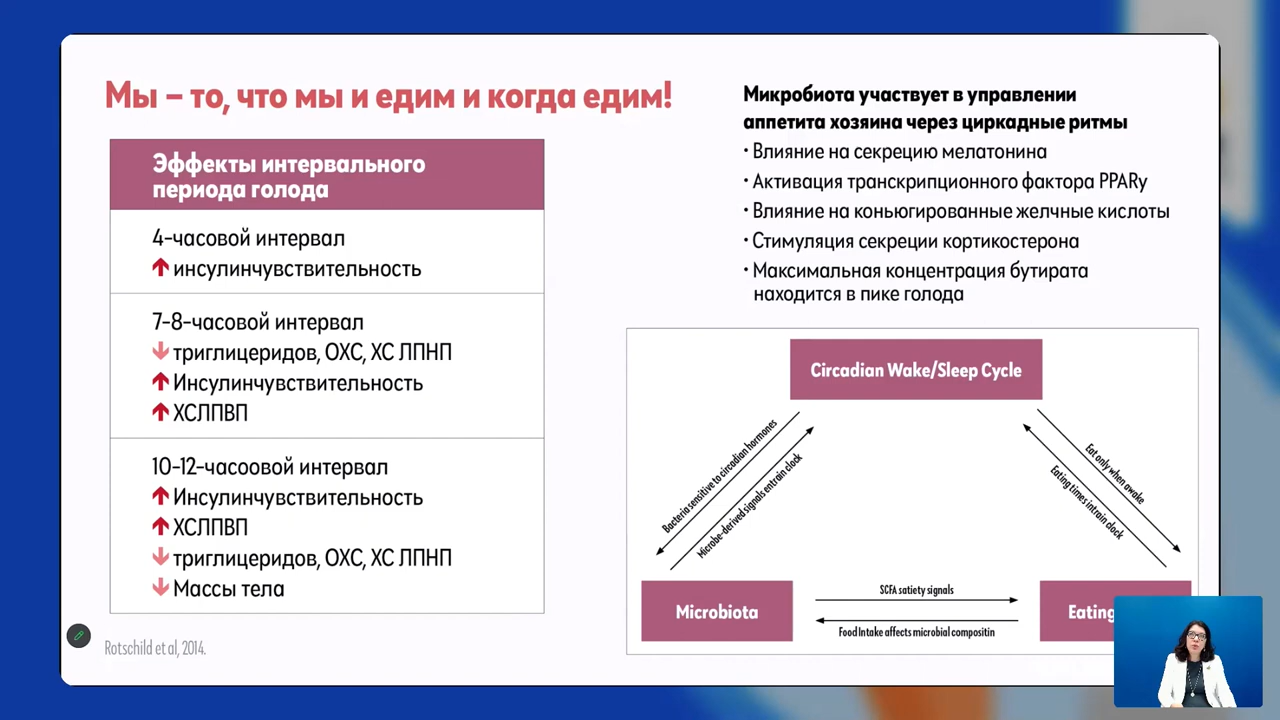 Мы – то, что мы и едим и когда едим!
Эффекты интервального
периода голода
4-часовой интервал
↑ инсулинчувствительность
7-8-часовой интервал
↓ триглицеридов, ОХС, ХС ЛПНП
↑ Инсулинчувствительность
↑ ХСЛПВП
10-12-часоовой интервал
↑ Инсулинчувствительность
↑ ХСЛПВП
↓ триглицеридов, ОХС, ХС ЛПНП
↓ Массы тела
Rotschild et al, 2014.
Микробиота участвует в управлении
аппетита хозяина через циркадные ритмы
· Влияние на секрецию мелатонина
· Активация транскрипционного фактора PPARy
· Влияние на коньюгированные желчные кислоты
· Стимуляция секреции кортикостерона
· Максимальная концентрация бутирата
находится в пике голода
Circadian Wake/Sleep Cycle
Bacteria sensitive to circadian hormones
Microbe-derived signals entrain clock
Eat only when awake
Eating times intrain clock
Microbiota
SCFA satiety signals
Food Intake affects microbial compositin
Eating